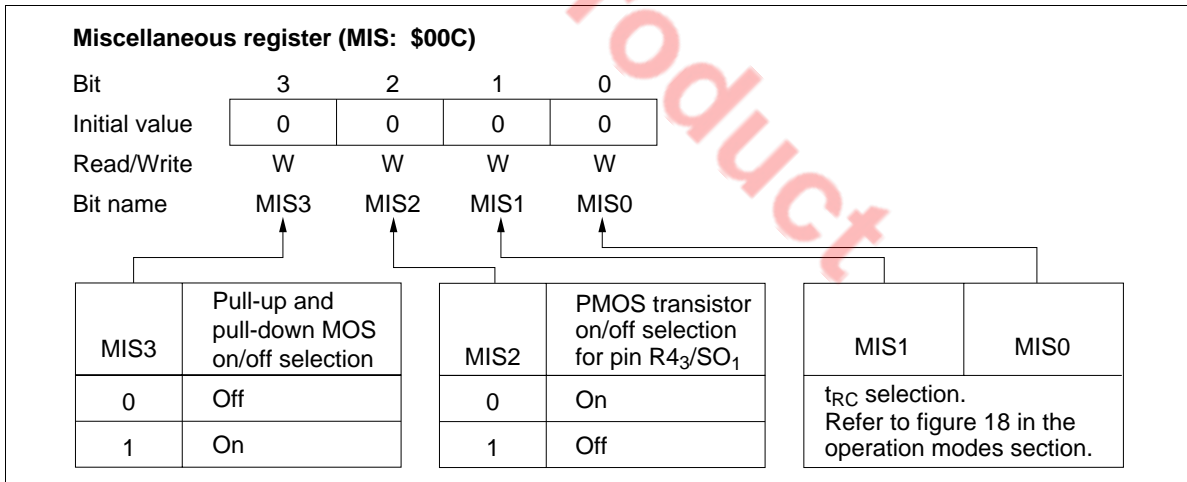 Product
Miscellaneous register (MIS: $00C)
Bit 3 2 1 0
Initial value 0 0 0 0
Read/Write W W W W
Bit name MIS3 MIS2 MIS1 MIS0
MIS3
Pull-up and
pull-down MOS
on/off selection
0 Off
1 On
MIS2
PMOS transistor
on/off selection
for pin R4₃/SO₁
0 On
1 Off
MIS1 MIS0
tRC selection.
Refer to figure 18 in the
operation modes section.